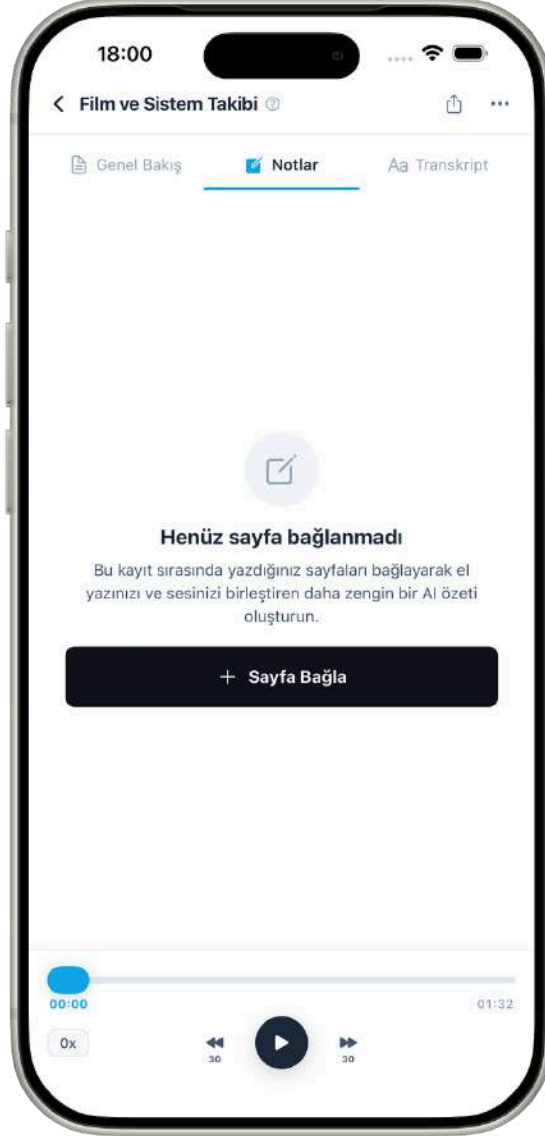 18:00
Film ve Sistem Takibi
Genel Bakış
Notlar
Aa Transkript
Henüz sayfa bağlanmadı
Bu kayıt sırasında yazdığınız sayfaları bağlayarak el
yazınızı ve sesinizi birleştiren daha zengin bir AI özeti
oluşturun.
+ Sayfa Bağla
00:00
01:32
0x
30
30